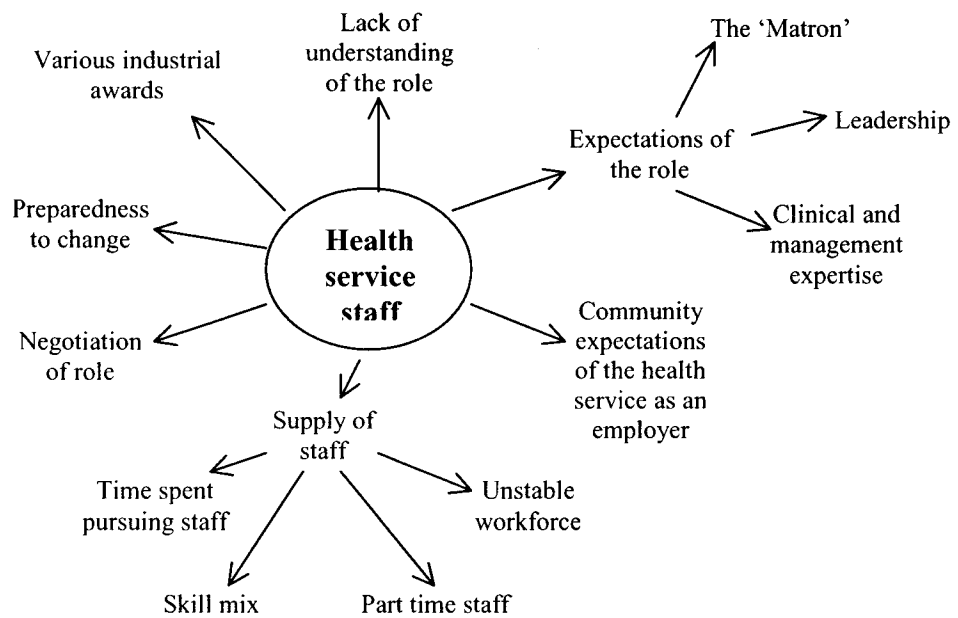 Lack of
understanding
of the role
The ‘Matron’
Various industrial
awards
Expectations of
the role
Leadership
Preparedness
to change
Clinical and
management
expertise
Health
service
staff
Negotiation
of role
Community
expectations
of the health
service as an
employer
Supply of
staff
Time spent
pursuing staff
Unstable
workforce
Skill mix
Part time staff